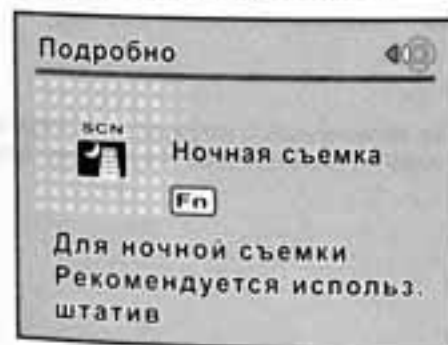 Подробно
SCN
Ночная съемка
Fn
Для ночной съемки
Рекомендуется использ.
штатив